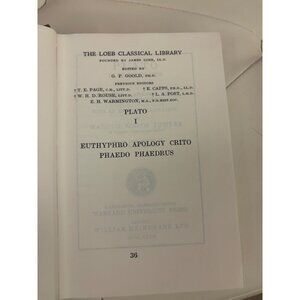 THE LOEB CLASSICAL LIBRARY
FOUNDED BY JAMES LOEB, LL.D.
EDITED BY
G. P. GOOLD, PH.D.
PREVIOUS EDITORS
† T. E. PAGE, C.H., LITT.D. † E. CAPPS, PH.D., LL.D.
† W. H. D. ROUSE, LITT.D. † L. A. POST, L.H.D.
E. H. WARMINGTON, M.A., F.R.HIST.SOC.
PLATO
I
EUTHYPHRO APOLOGY CRITO
PHAEDO PHAEDRUS
HARVARD UNIVERSITY PRESS
WILLIAM HEINEMANN LTD
36